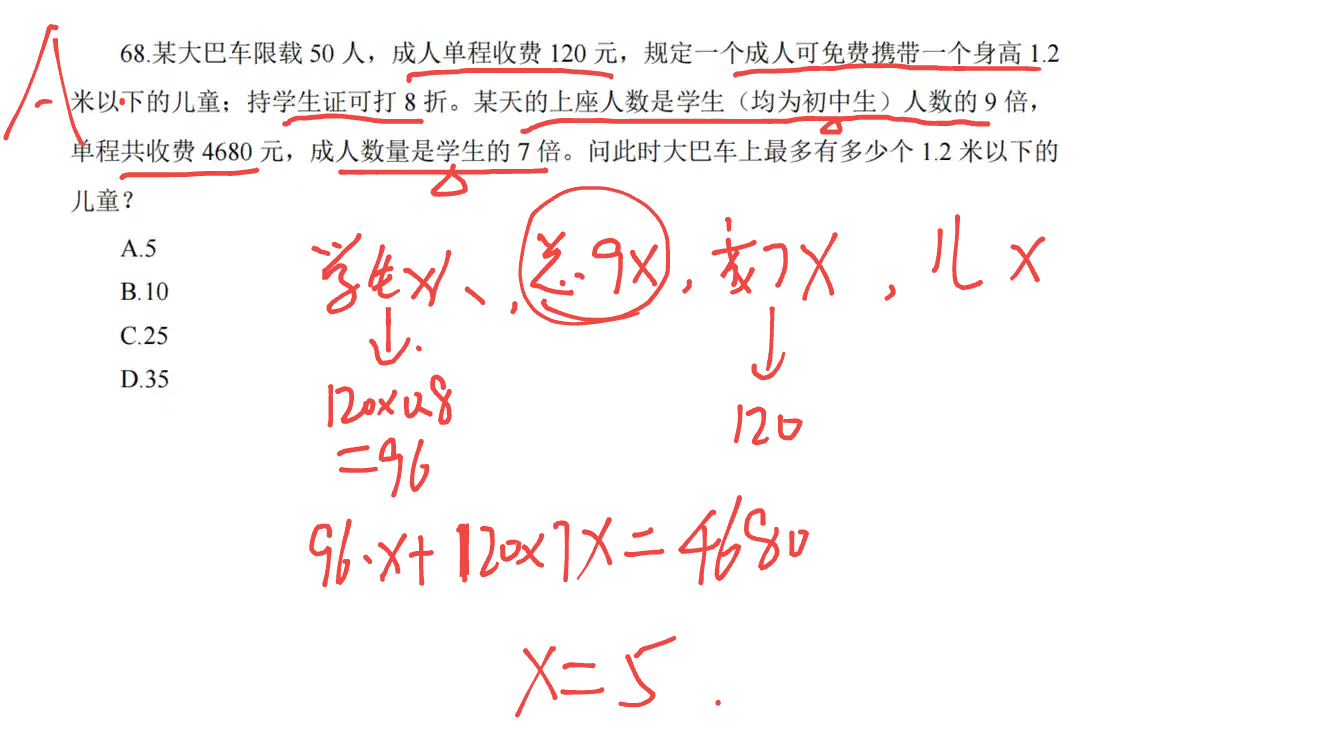 A
68.某大巴车限载 50 人，成人单程收费 120 元，规定一个成人可免费携带一个身高 1.2
米以下的儿童；持学生证可打 8 折。某天的上座人数是学生（均为初中生）人数的 9 倍，
单程共收费 4680 元，成人数量是学生的 7 倍。问此时大巴车上最多有多少个 1.2 米以下的
儿童？
A.5
B.10
C.25
D.35
学生x、，总:9x，7x，儿x
120×0.8
=96
120
96·x+120×7x=4680
x=5.